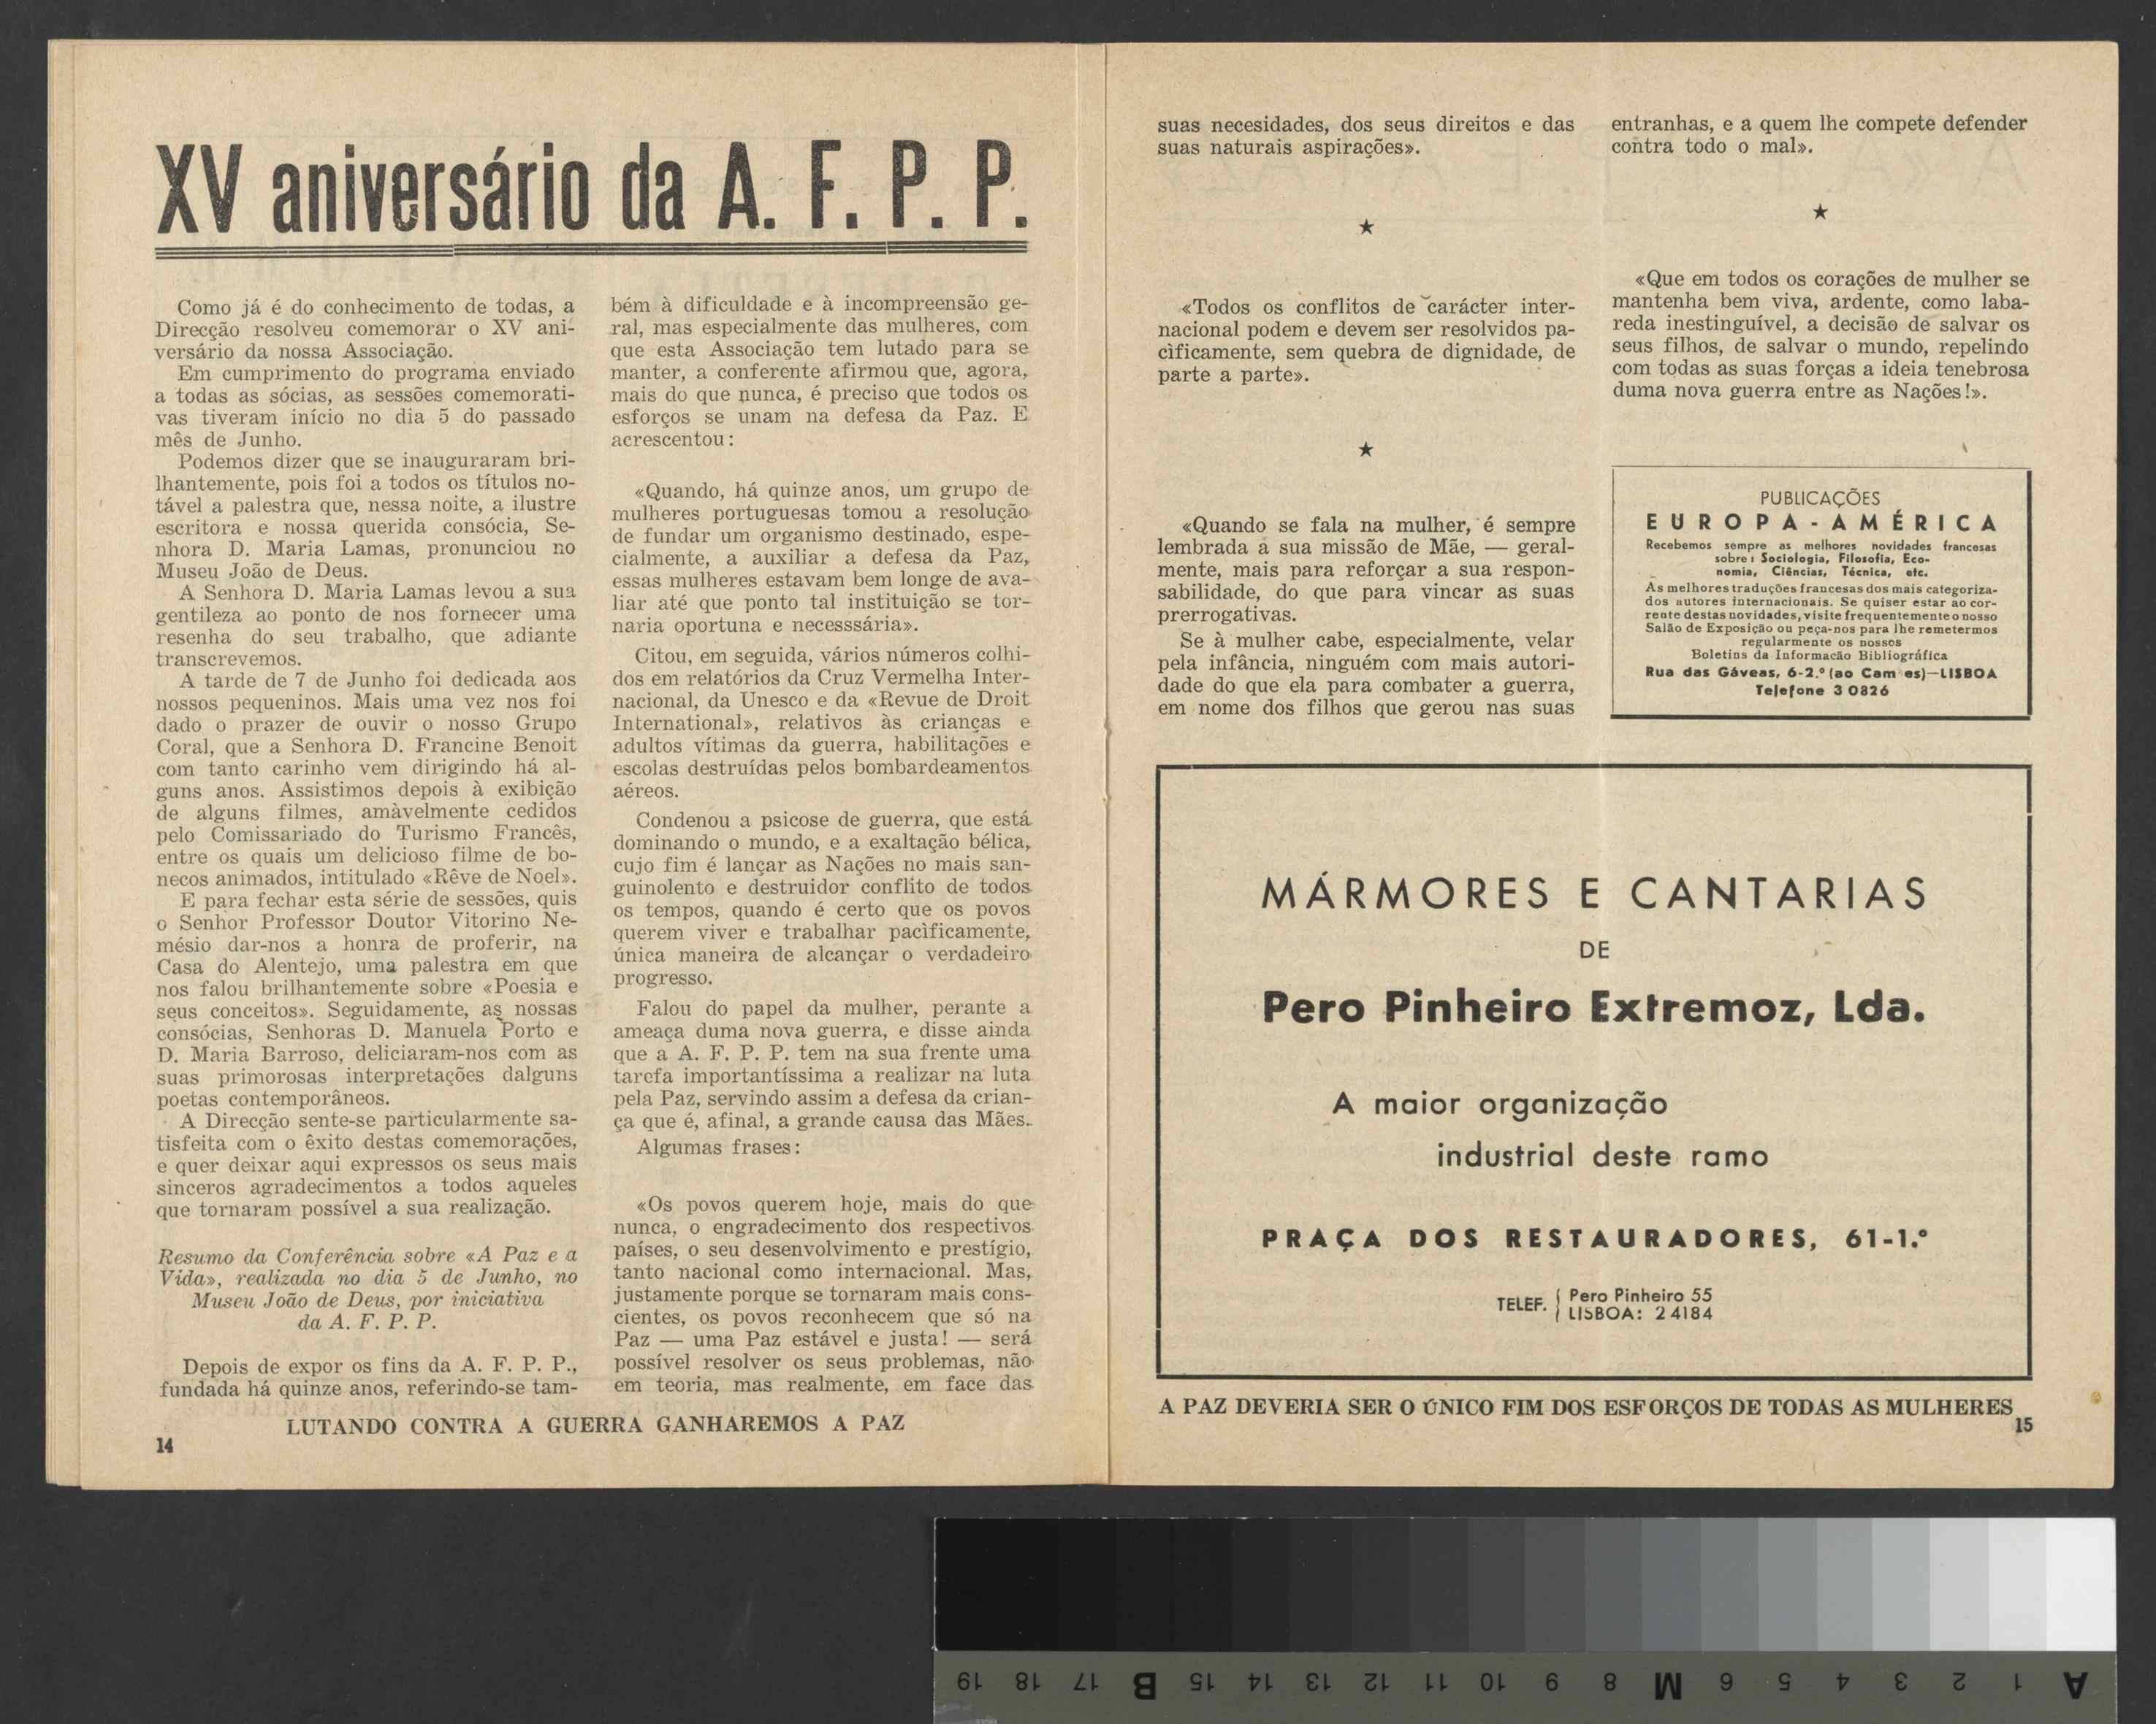 XV aniversário da A. F. P. P.
Como já é do conhecimento de todas, a
Direcção resolveu comemorar o XV ani-
versário da nossa Associação.
Em cumprimento do programa enviado
a todas as sócias, as sessões comemorati-
vas tiveram início no dia 5 do passado
mês de Junho.
Podemos dizer que se inauguraram bri-
lhantemente, pois foi a todos os títulos no-
tável a palestra que, nessa noite, a ilustre
escritora e nossa querida consócia, Se-
nhora D. Maria Lamas, pronunciou no
Museu João de Deus.
A Senhora D. Maria Lamas levou a sua
gentileza ao ponto de nos fornecer uma
resenha do seu trabalho, que adiante
transcrevemos.
A tarde de 7 de Junho foi dedicada aos
nossos pequeninos. Mais uma vez nos foi
dado o prazer de ouvir o nosso Grupo
Coral, que a Senhora D. Francine Benoit
com tanto carinho vem dirigindo há al-
guns anos. Assistimos depois à exibição
de alguns filmes, amàvelmente cedidos
pelo Comissariado do Turismo Francês,
entre os quais um delicioso filme de bo-
necos animados, intitulado «Rêve de Noel».
E para fechar esta série de sessões, quis
o Senhor Professor Doutor Vitorino Ne-
mésio dar-nos a honra de proferir, na
Casa do Alentejo, uma palestra em que
nos falou brilhantemente sobre «Poesia e
seus conceitos». Seguidamente, as nossas
consócias, Senhoras D. Manuela Porto e
D. Maria Barroso, deliciaram-nos com as
suas primorosas interpretações dalguns
poetas contemporâneos.
A Direcção sente-se particularmente sa-
tisfeita com o êxito destas comemorações,
e quer deixar aqui expressos os seus mais
sinceros agradecimentos a todos aqueles
que tornaram possível a sua realização.
Resumo da Conferência sobre «A Paz e a
Vida», realizada no dia 5 de Junho, no
Museu João de Deus, por iniciativa
da A. F. P. P.
Depois de expor os fins da A. F. P. P.,
fundada há quinze anos, referindo-se tam-
bém à dificuldade e à incompreensão ge-
ral, mas especialmente das mulheres, com
que esta Associação tem lutado para se
manter, a conferente afirmou que, agora,
mais do que nunca, é preciso que todos os
esforços se unam na defesa da Paz. E
acrescentou:
«Quando, há quinze anos, um grupo de
mulheres portuguesas tomou a resolução
de fundar um organismo destinado, espe-
cialmente, a auxiliar a defesa da Paz,
essas mulheres estavam bem longe de ava-
liar até que ponto tal instituição se tor-
naria oportuna e necesssária».
Citou, em seguida, vários números colhi-
dos em relatórios da Cruz Vermelha Inter-
nacional, da Unesco e da «Revue de Droit
International», relativos às crianças e
adultos vítimas da guerra, habilitações e
escolas destruídas pelos bombardeamentos
aéreos.
Condenou a psicose de guerra, que está
dominando o mundo, e a exaltação bélica,
cujo fim é lançar as Nações no mais san-
guinolento e destruidor conflito de todos
os tempos, quando é certo que os povos
querem viver e trabalhar pacìficamente,
única maneira de alcançar o verdadeiro
progresso.
Falou do papel da mulher, perante a
ameaça duma nova guerra, e disse ainda
que a A. F. P. P. tem na sua frente uma
tarefa importantíssima a realizar na luta
pela Paz, servindo assim a defesa da crian-
ça que é, afinal, a grande causa das Mães.
Algumas frases:
«Os povos querem hoje, mais do que
nunca, o engradecimento dos respectivos
países, o seu desenvolvimento e prestígio,
tanto nacional como internacional. Mas,
justamente porque se tornaram mais cons-
cientes, os povos reconhecem que só na
Paz — uma Paz estável e justa! — será
possível resolver os seus problemas, não
em teoria, mas realmente, em face das
LUTANDO CONTRA A GUERRA GANHAREMOS A PAZ
14
suas necesidades, dos seus direitos e das
suas naturais aspirações».
★
«Todos os conflitos de carácter inter-
nacional podem e devem ser resolvidos pa-
cìficamente, sem quebra de dignidade, de
parte a parte».
★
«Quando se fala na mulher, é sempre
lembrada a sua missão de Mãe, — geral-
mente, mais para reforçar a sua respon-
sabilidade, do que para vincar as suas
prerrogativas.
Se à mulher cabe, especialmente, velar
pela infância, ninguém com mais autori-
dade do que ela para combater a guerra,
em nome dos filhos que gerou nas suas
entranhas, e a quem lhe compete defender
contra todo o mal».
★
«Que em todos os corações de mulher se
mantenha bem viva, ardente, como laba-
reda inestinguível, a decisão de salvar os
seus filhos, de salvar o mundo, repelindo
com todas as suas forças a ideia tenebrosa
duma nova guerra entre as Nações!».
PUBLICAÇÕES
EUROPA-AMÉRICA
Recebemos sempre as melhores novidades francesas
sobre: Sociologia, Filosofia, Eco-
nomia, Ciências, Técnica, etc.
As melhores traduções francesas dos mais categoriza-
dos autores internacionais. Se quiser estar ao cor-
rente destas novidades, visite frequentemente o nosso
Salão de Exposição ou peça-nos para lhe remetermos
regularmente os nossos
Boletins da Informacão Bibliográfica
Rua das Gáveas, 6-2.º (ao Cam es)—LISBOA
Telefone 3 0826
MÁRMORES E CANTARIAS
DE
Pero Pinheiro Extremoz, Lda.
A maior organização
industrial deste ramo
PRAÇA DOS RESTAURADORES, 61-1.º
TELEF. { Pero Pinheiro 55
LISBOA: 2 4184
A PAZ DEVERIA SER O ÚNICO FIM DOS ESFORÇOS DE TODAS AS MULHERES
15
A 1 2 3 4 5 6 M 8 9 10 11 12 13 14 15 B 17 18 19